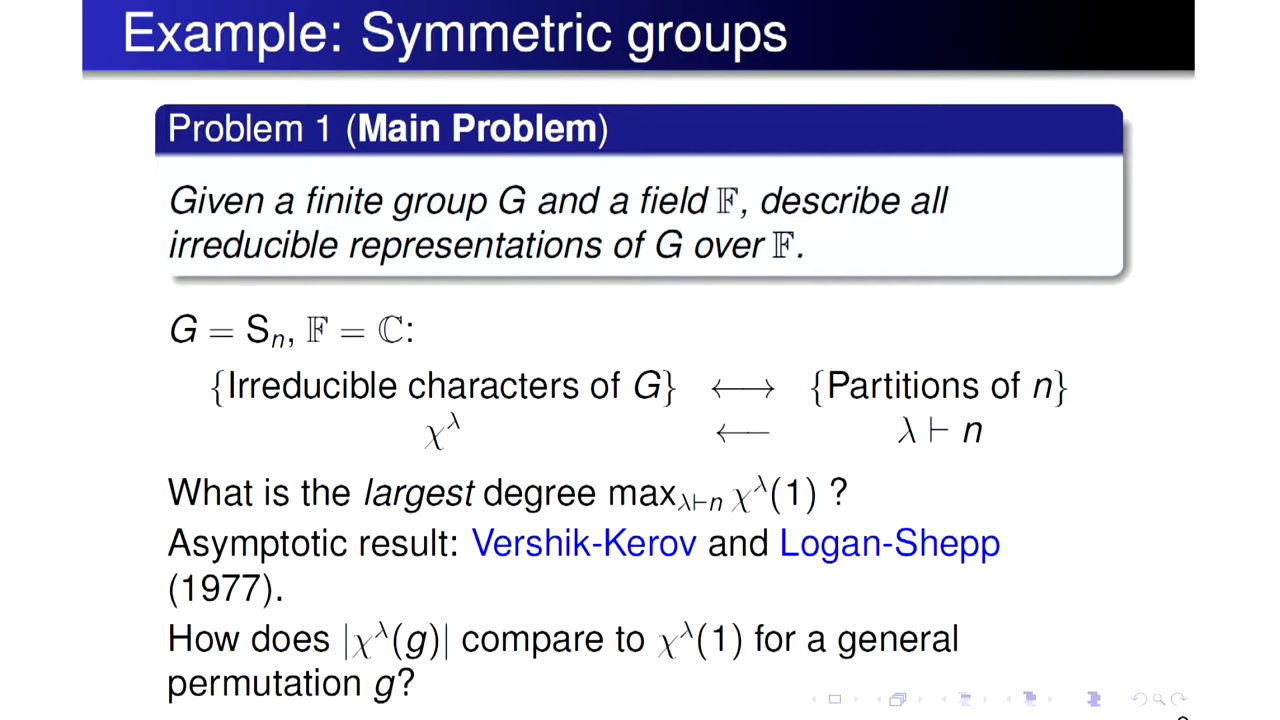 Example: Symmetric groups
Problem 1 (Main Problem)
Given a finite group G and a field 𝔽, describe all
irreducible representations of G over 𝔽.
G = Sₙ, 𝔽 = ℂ:
{Irreducible characters of G} ⟷ {Partitions of n}
χ^λ ⟵ λ ⊢ n
What is the largest degree max_{λ⊢n} χ^λ(1) ?
Asymptotic result: Vershik-Kerov and Logan-Shepp
(1977).
How does |χ^λ(g)| compare to χ^λ(1) for a general
permutation g?